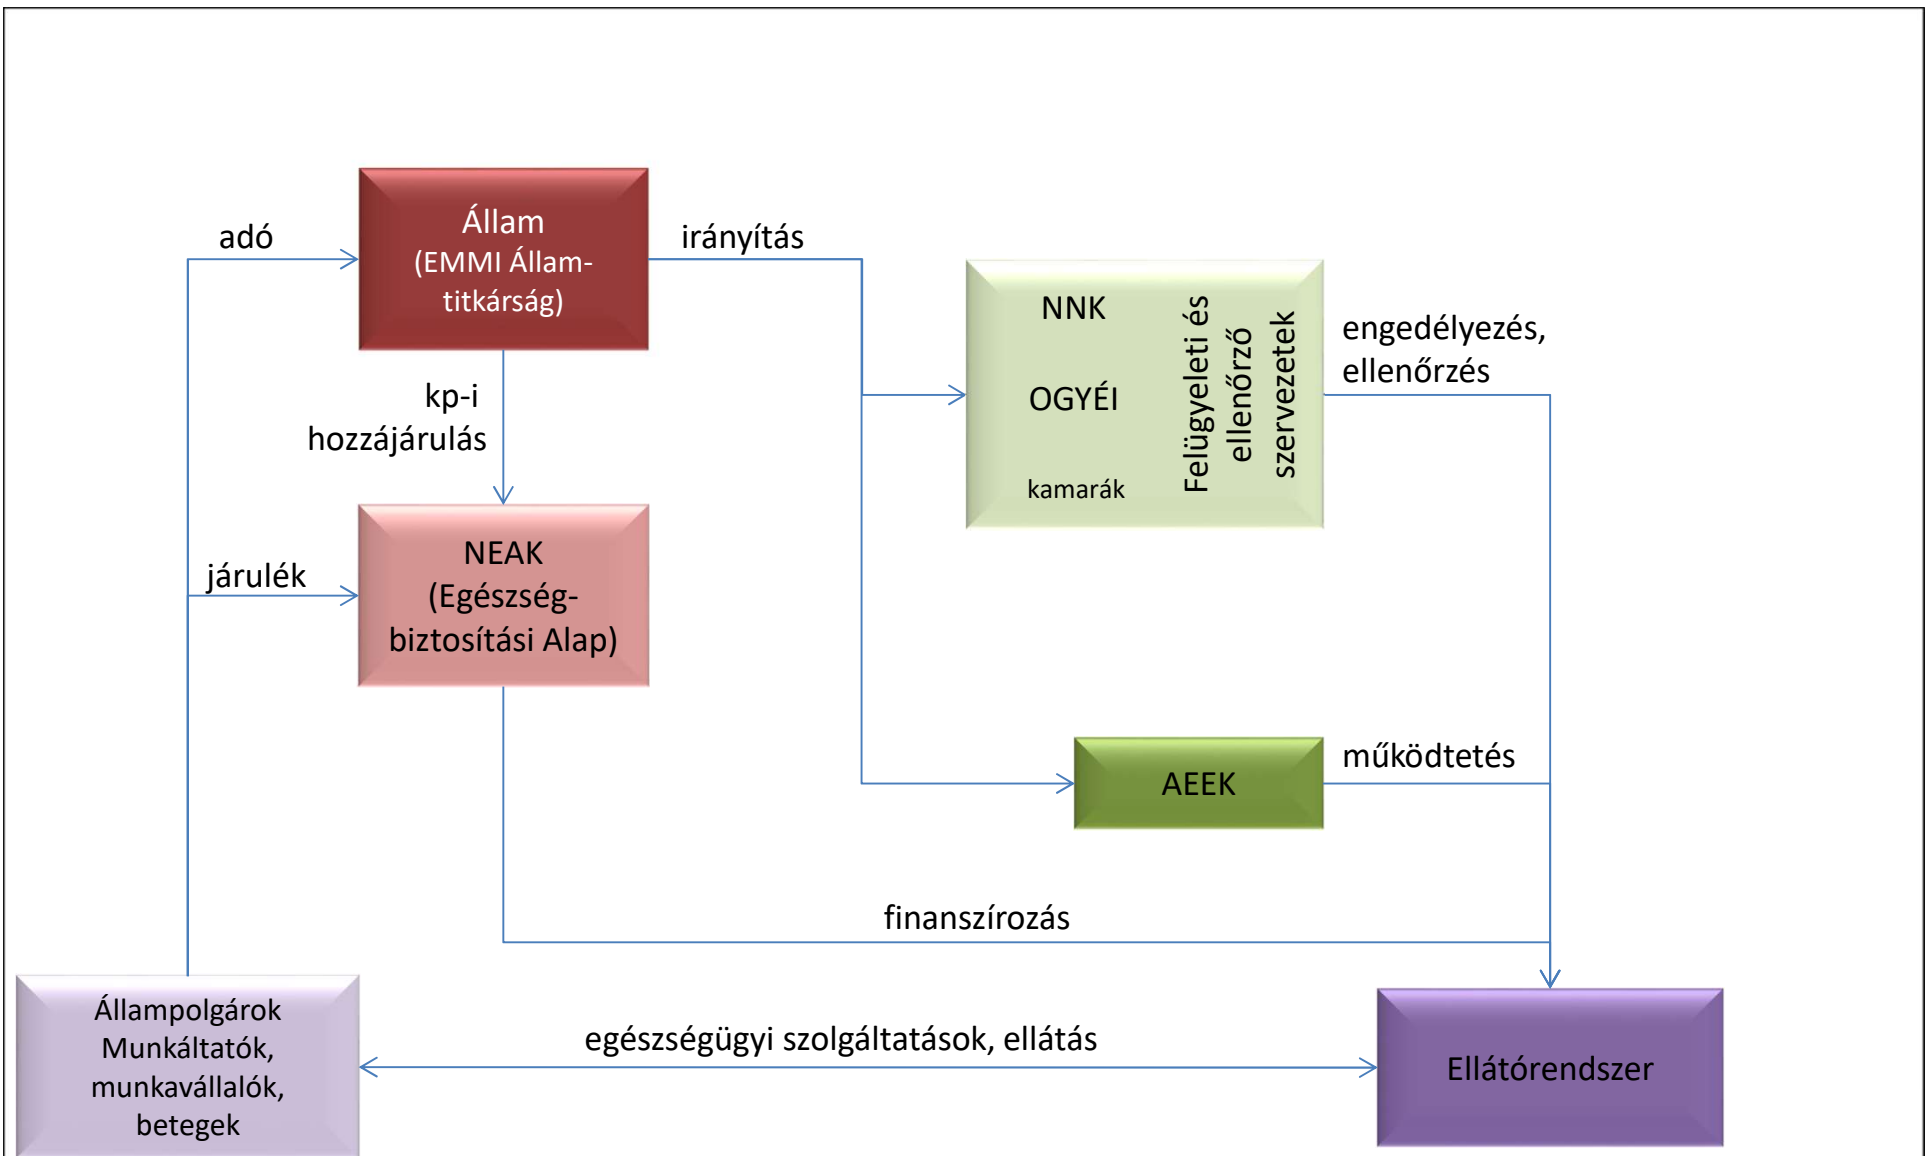 adó
Állam
(EMMI Állam-
titkárság)
irányítás
kp-i
hozzájárulás
NNK
OGYÉI
kamarák
Felügyeleti és
ellenőrző
szervezetek
engedélyezés,
ellenőrzés
járulék
NEAK
(Egészség-
biztosítási Alap)
AEEK
működtetés
finanszírozás
Állampolgárok
Munkáltatók,
munkavállalók,
betegek
egészségügyi szolgáltatások, ellátás
Ellátórendszer